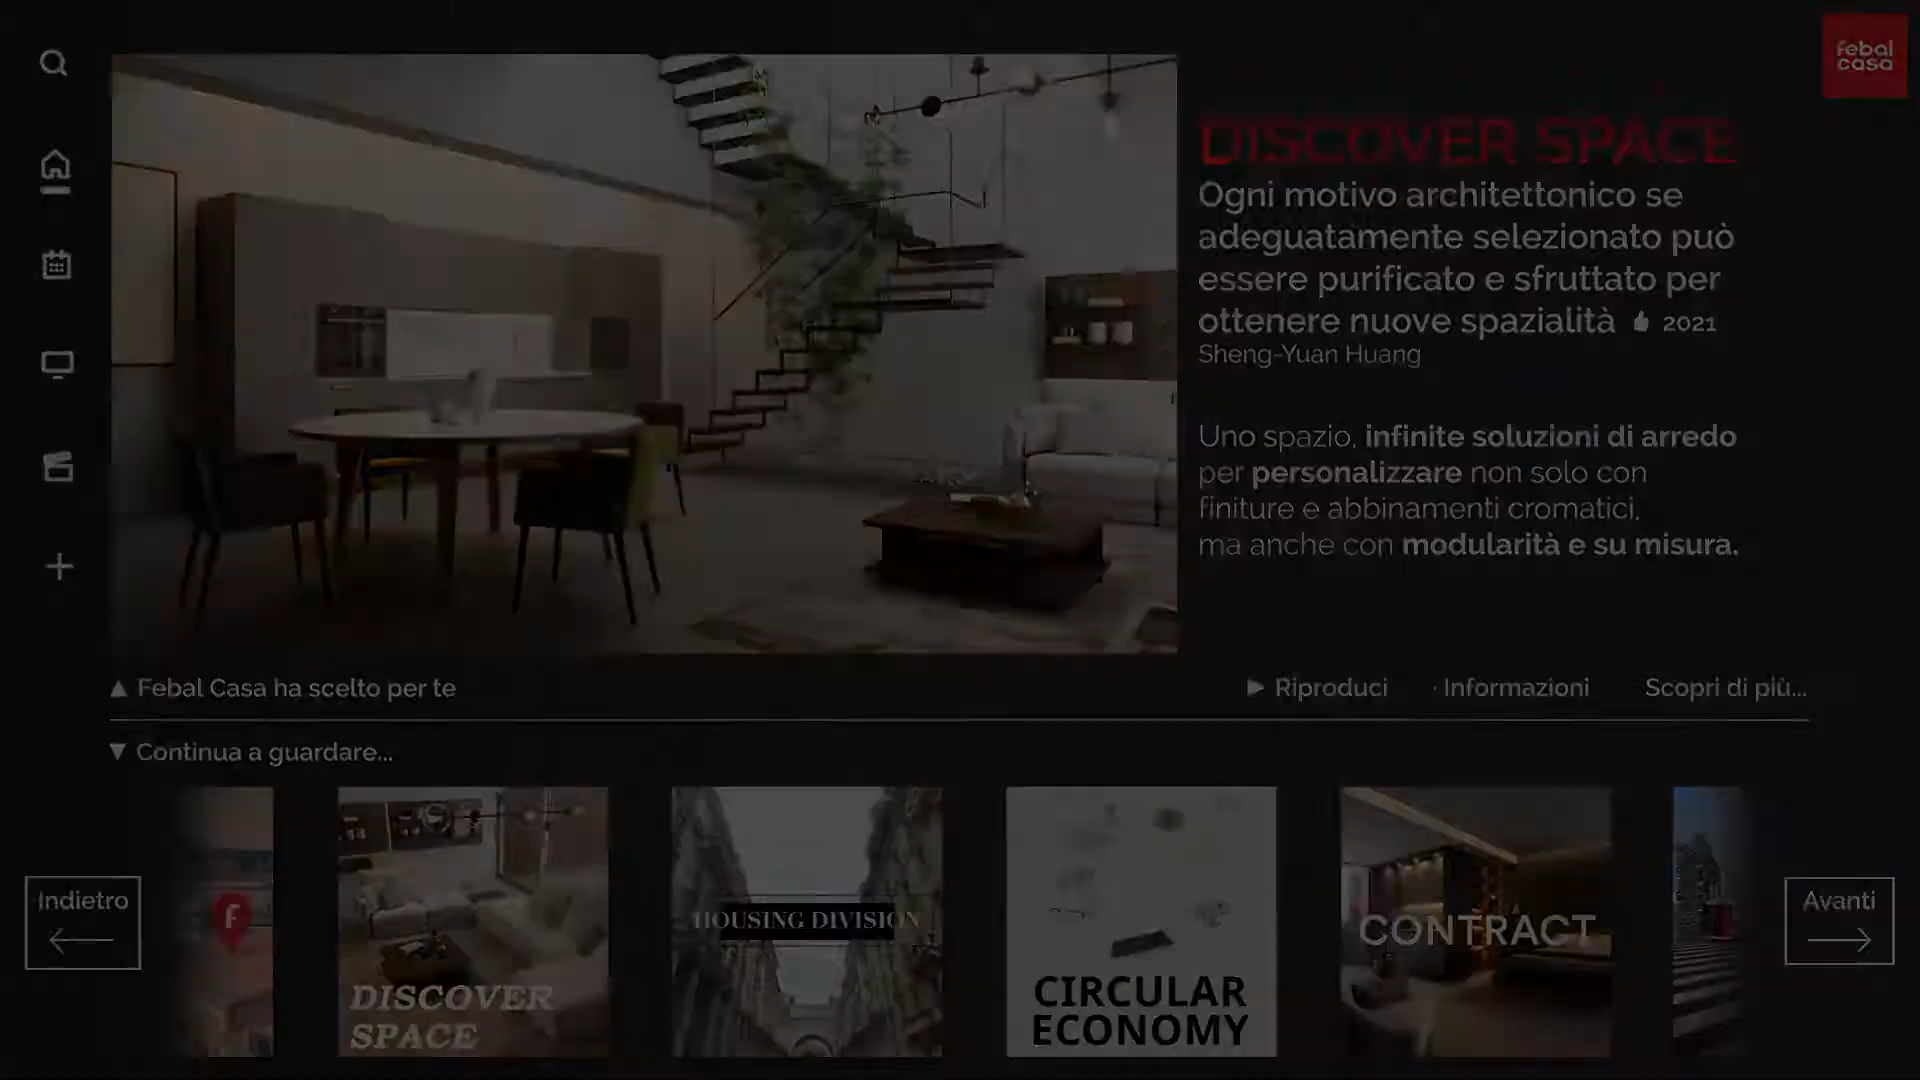 febal
casa
DISCOVER SPACE
Ogni motivo architettonico se
adeguatamente selezionato può
essere purificato e sfruttato per
ottenere nuove spazialità 2021
Sheng-Yuan Huang
Uno spazio, infinite soluzioni di arredo
per personalizzare non solo con
finiture e abbinamenti cromatici,
ma anche con modularità e su misura.
▲ Febal Casa ha scelto per te
▶ Riproduci · Informazioni Scopri di più...
▼ Continua a guardare...
Indietro
F
DISCOVER
SPACE
HOUSING DIVISION
CIRCULAR
ECONOMY
CONTRACT
Avanti